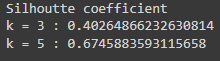 Silhoutte coefficient
k = 3 : 0.40264866232630814
k = 5 : 0.6745883593115658